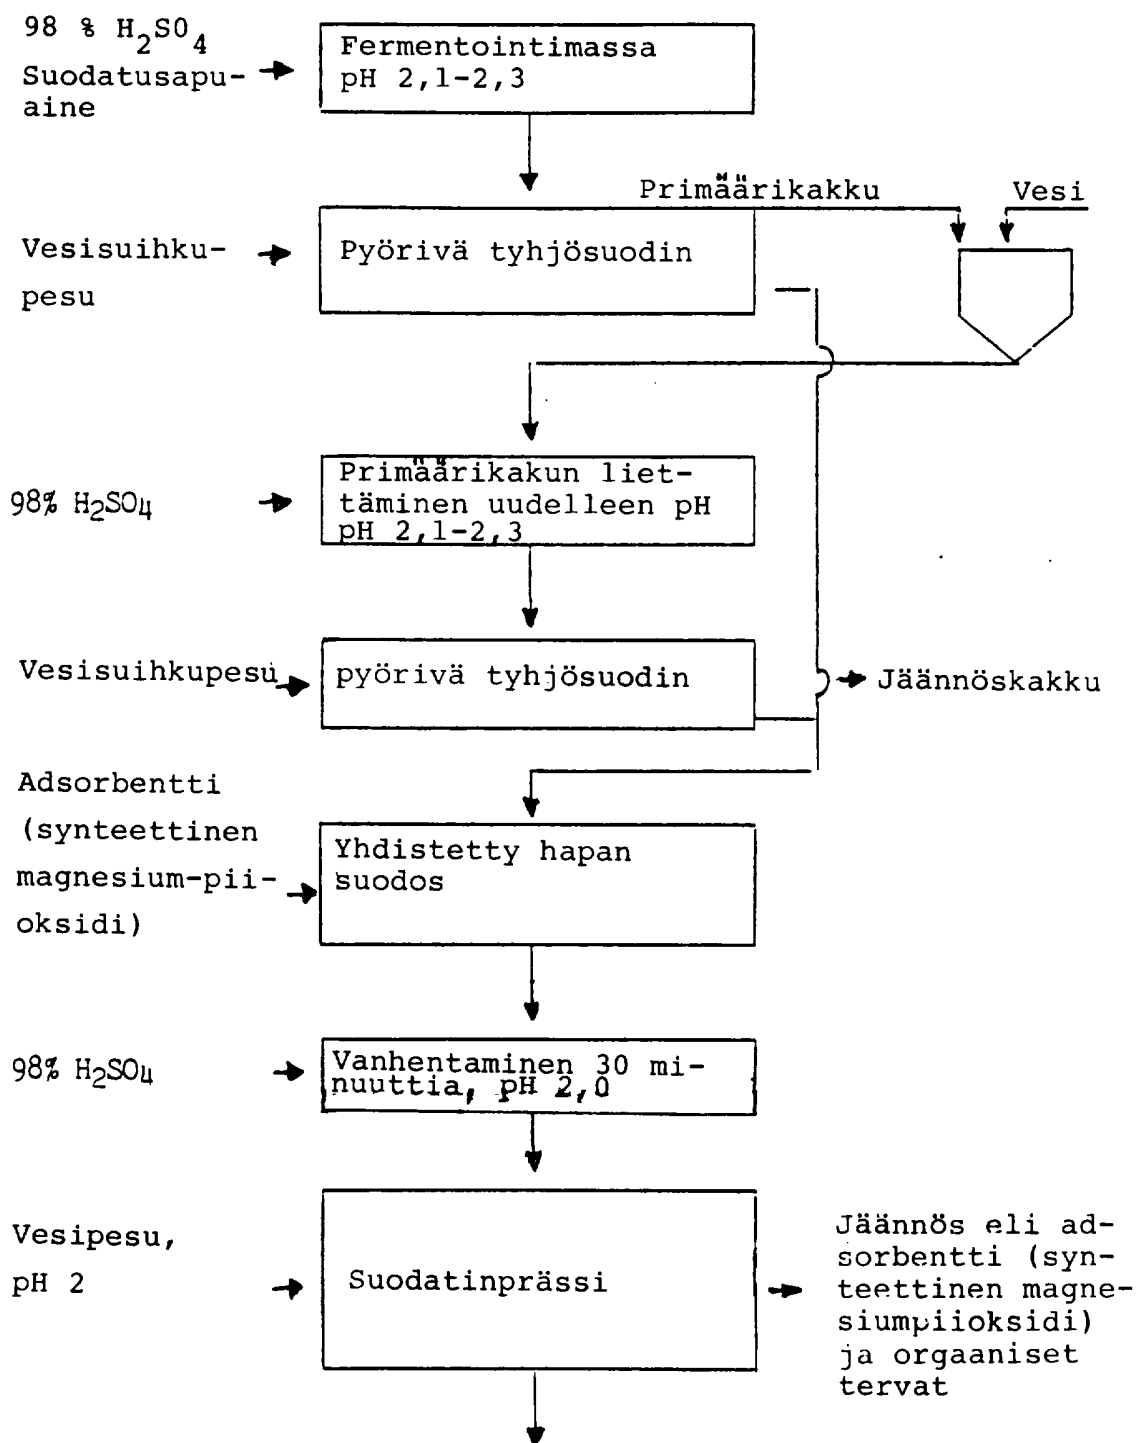 98 % H2SO4
Suodatusapu-
aine
Fermentointimassa
pH 2,1-2,3
Primäärikakku
Vesi
Vesisuihku-
pesu
Pyörivä tyhjösuodin
98% H2SO4
Primäärikakun liet-
täminen uudelleen pH
pH 2,1-2,3
Vesisuihkupesu
pyörivä tyhjösuodin
Jäännöskakku
Adsorbentti
(synteettinen
magnesium-pii-
oksidi)
Yhdistetty hapan
suodos
98% H2SO4
Vanhentaminen 30 mi-
nuuttia, pH 2,0
Vesipesu,
pH 2
Suodatinprässi
Jäännös eli ad-
sorbentti (syn-
teettinen magne-
siumpiioksidi)
ja orgaaniset
tervat